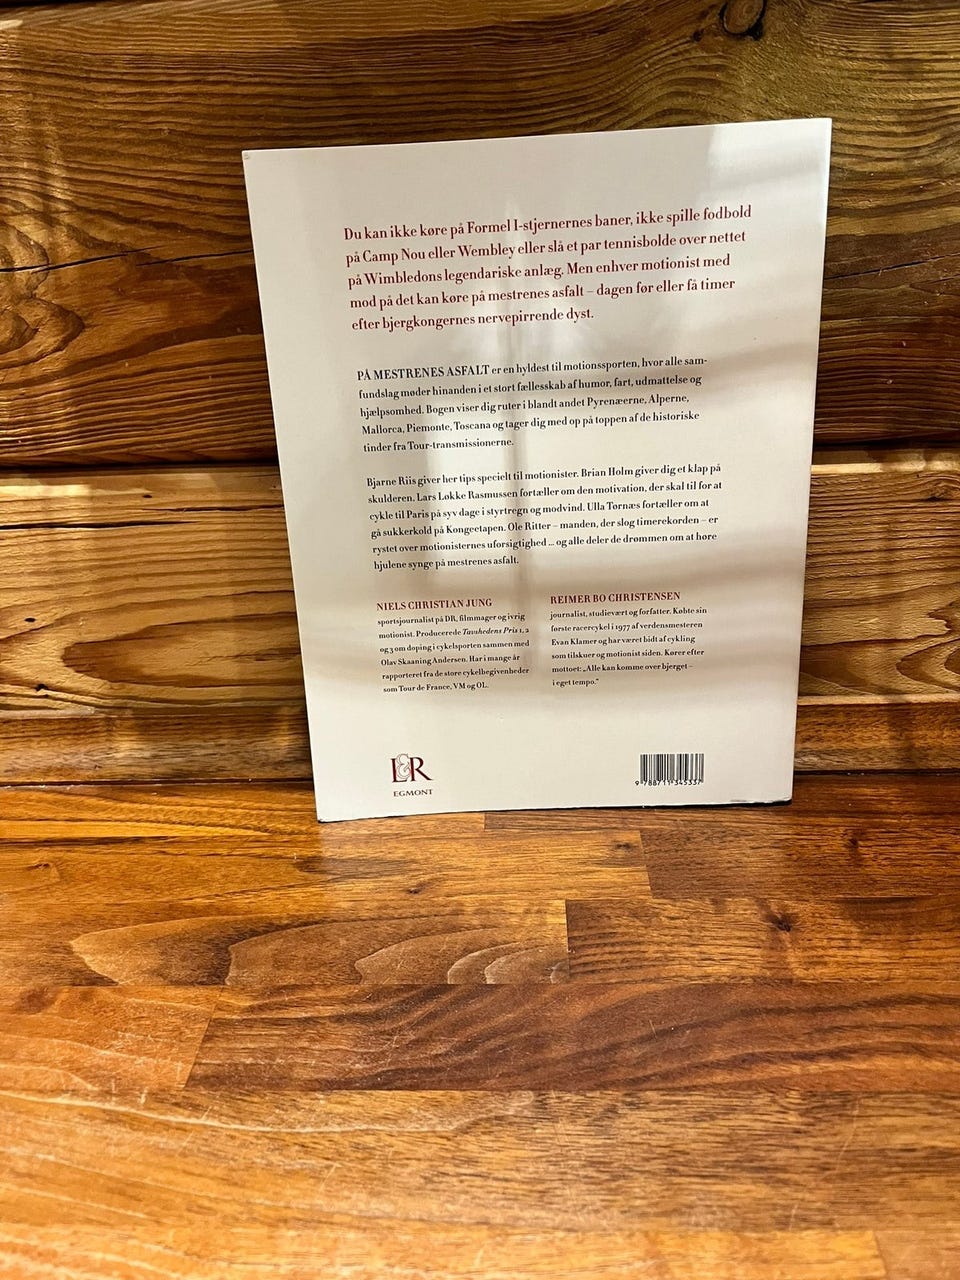 Du kan ikke køre på Formel I-stjernernes baner, ikke spille fodbold
på Camp Nou eller Wembley eller slå et par tennisbolde over nettet
på Wimbledons legendariske anlæg. Men enhver motionist med
mod på det kan køre på mestrenes asfalt – dagen før eller få timer
efter bjergkongernes nervepirrende dyst.
PÅ MESTRENES ASFALT er en hyldest til motionssporten, hvor alle sam-
fundslag møder hinanden i et stort fællesskab af humor, fart, udmattelse og
hjælpsomhed. Bogen viser dig ruter i blandt andet Pyrenæerne, Alperne,
Mallorca, Piemonte, Toscana og tager dig med op på toppen af de historiske
tinder fra Tour-transmissionerne.
Bjarne Riis giver her tips specielt til motionister. Brian Holm giver dig et klap på
skulderen. Lars Løkke Rasmussen fortæller om den motivation, der skal til for at
cykle til Paris på syv dage i styrtregn og modvind. Ulla Tørnæs fortæller om at
gå sukkerkold på Kongeetapen. Ole Ritter – manden, der slog timerekorden – er
rystet over motionisternes uforsigtighed ... og alle deler de drømmen om at høre
hjulene synge på mestrenes asfalt.
NIELS CHRISTIAN JUNG
sportsjournalist på DR, filmmager og ivrig
motionist. Producerede Tavshedens Pris 1, 2
og 3 om doping i cykelsporten sammen med
Olav Skaaning Andersen. Har i mange år
rapporteret fra de store cykelbegivenheder
som Tour de France, VM og OL.
REIMER BO CHRISTENSEN
journalist, studievært og forfatter. Købte sin
første racercykel i 1977 af verdensmesteren
Evan Klamer og har været bidt af cykling
som tilskuer og motionist siden. Kører efter
mottoet: „Alle kan komme over bjerget –
i eget tempo.“
L&R
EGMONT
9 788711 345337